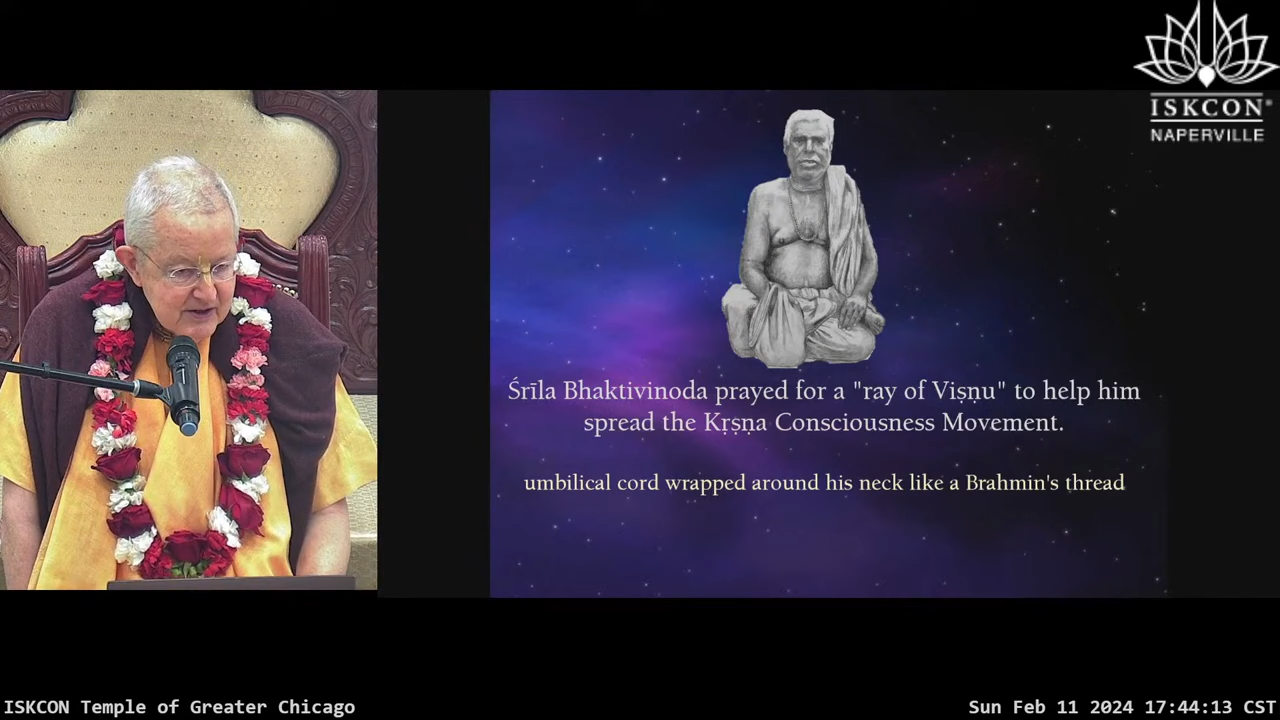 ISKCON®
NAPERVILLE
Śrīla Bhaktivinoda prayed for a "ray of Viṣṇu" to help him
spread the Kṛṣṇa Consciousness Movement.
umbilical cord wrapped around his neck like a Brahmin's thread
ISKCON Temple of Greater Chicago
Sun Feb 11 2024 17:44:13 CST